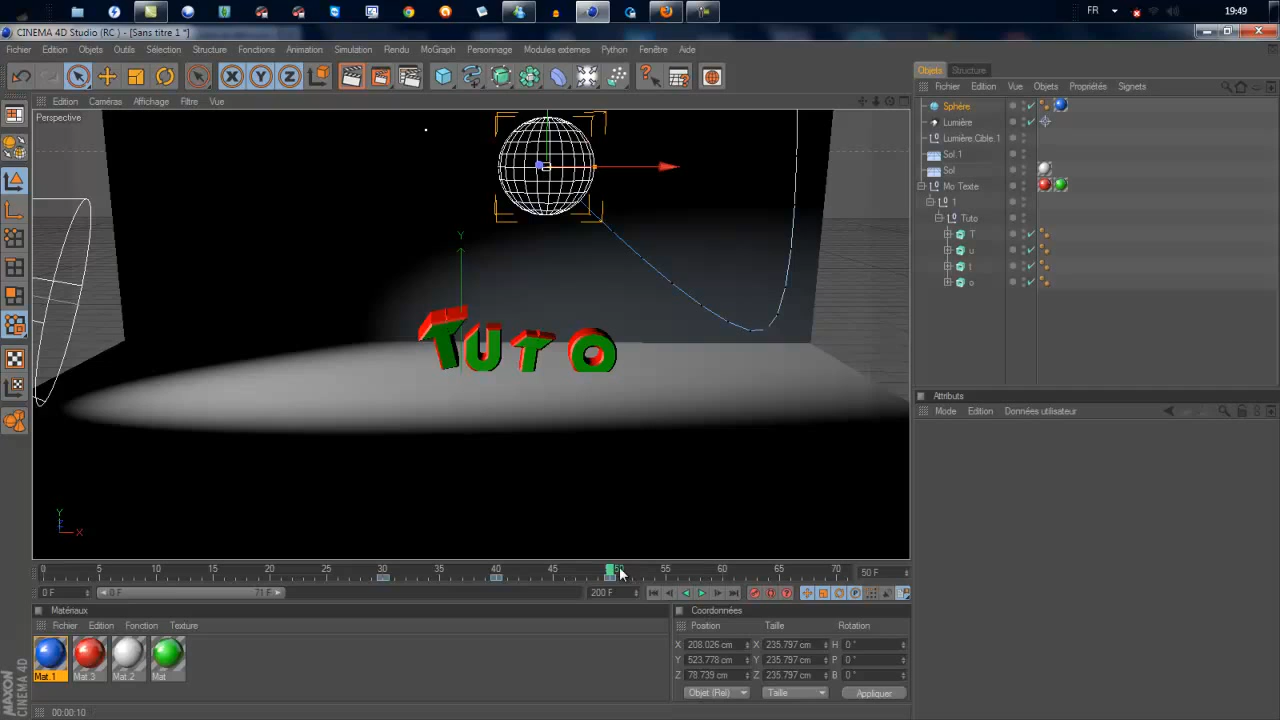 FR
19:49
CINEMA 4D Studio (RC) - [Sans titre 1 *]
Fichier Edition Objets Outils Sélection Structure Fonctions Animation Simulation Rendu MoGraph Personnage Modules externes Python Fenêtre Aide
X Y Z
Edition Caméras Affichage Filtre Vue
Perspective
Y
TUTO
Y
Z
X
0 5 10 15 20 25 30 35 40 45 50 55 60 65 70
50 F
0 F
0 F
71 F
200 F
Matériaux
Fichier Edition Fonction Texture
Mat.1 Mat.3 Mat.2 Mat
Coordonnées
Position Taille Rotation
X 208.026 cm X 235.797 cm H 0 °
Y 523.778 cm Y 235.797 cm P 0 °
Z 78.739 cm Z 235.797 cm B 0 °
Objet (Rel) Taille Appliquer
MAXON
CINEMA 4D
00:00:10
Objets Structure
Fichier Edition Vue Objets Propriétés Signets
Sphère
Lumière
Lumière Cible.1
Sol.1
Sol
Mo Texte
1
Tuto
T
u
t
o
Attributs
Mode Edition Données utilisateur